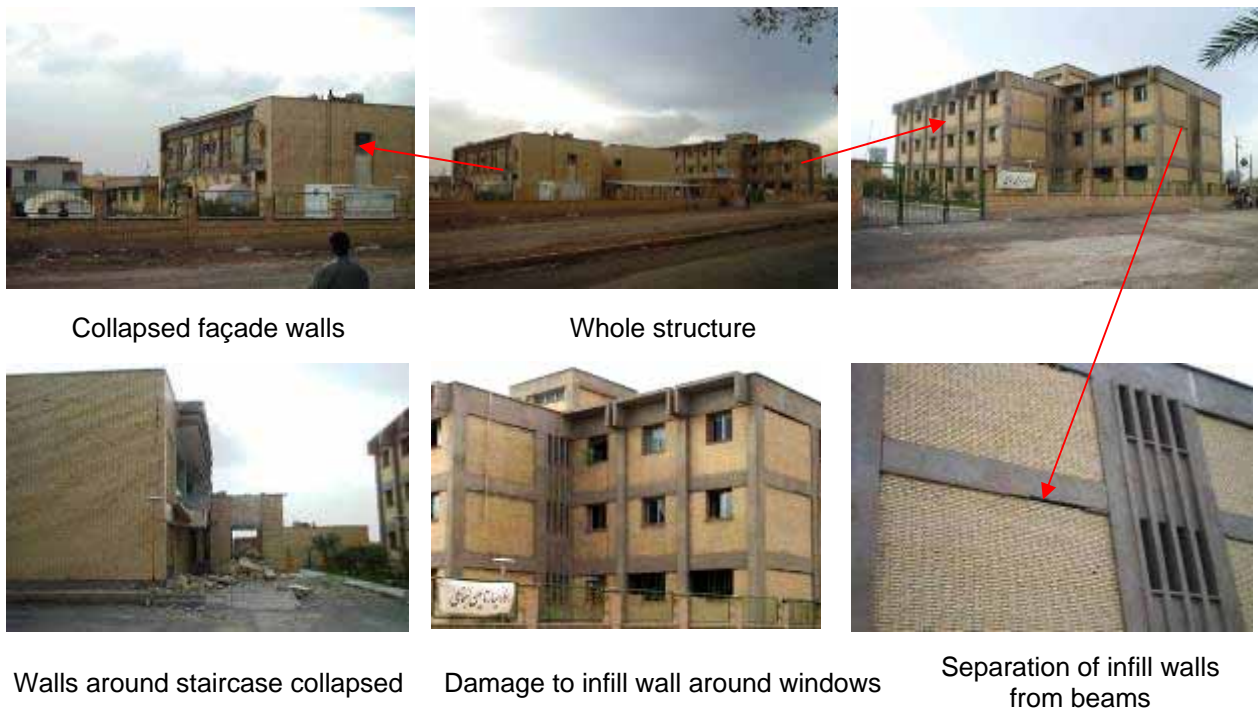 Collapsed façade walls
Whole structure
Walls around staircase collapsed
Damage to infill wall around windows
Separation of infill walls
from beams